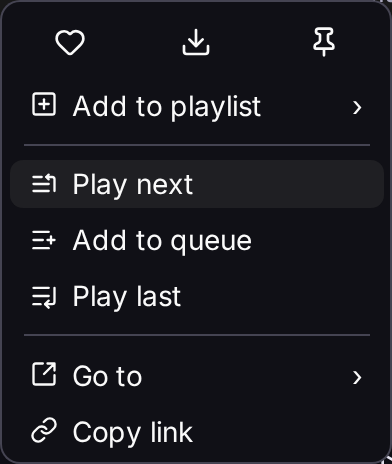 Add to playlist
Play next
Add to queue
Play last
Go to
Copy link